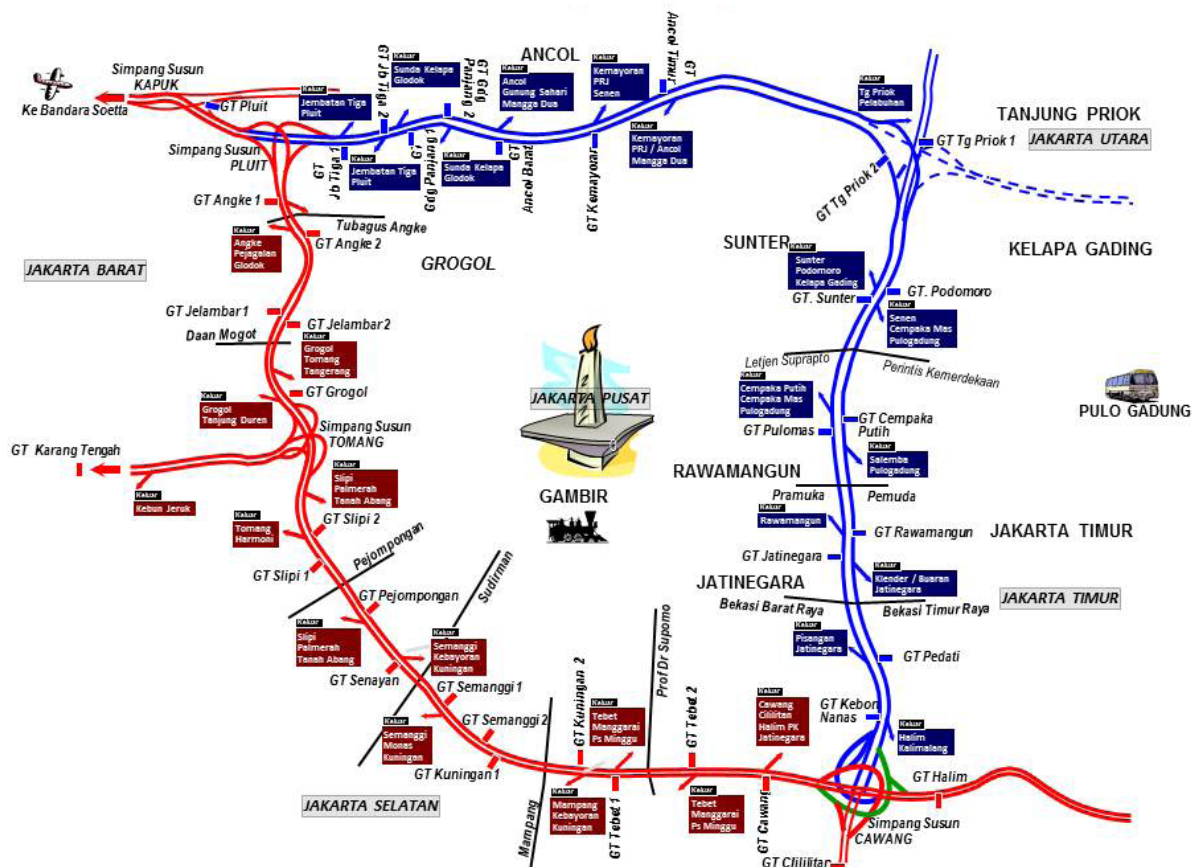 Simpang Susun
KAPUK
Ke Bandara Soetta
GT Pluit
Simpang Susun
PLUIT
Keluar
Jembatan Tiga
Pluit
GT
Jb Tiga 1
GT Jb Tiga 2
Keluar
Sunda Kelapa
Glodok
Keluar
Jembatan Tiga
Pluit
GT
Gdg Panjang 1
GT Gdg
Panjang 2
Keluar
Sunda Kelapa
Glodok
ANCOL
Keluar
Ancol
Gunung Sahari
Mangga Dua
GT
Ancol Barat
Keluar
Kemayoran
PRJ
Senen
GT Kemayoran
GT
Ancol Timur
Keluar
Kemayoran
PRJ / Ancol
Mangga Dua
Keluar
Tg Priok
Pelabuhan
TANJUNG PRIOK
JAKARTA UTARA
GT Tg Priok 1
GT Tg Priok 2
GT Angke 1
Tubagus Angke
GT Angke 2
Keluar
Angke
Pejagalan
Glodok
JAKARTA BARAT
GROGOL
SUNTER
KELAPA GADING
Keluar
Sunter
Podomoro
Kelapa Gading
GT. Sunter
GT. Podomoro
Keluar
Senen
Cempaka Mas
Pulogadung
GT Jelambar 1
GT Jelambar 2
Daan Mogot
Keluar
Grogol
Tomang
Tangerang
GT Grogol
Keluar
Grogol
Tanjung Duren
Simpang Susun
TOMANG
GT Karang Tengah
Keluar
Kebun Jeruk
Keluar
Slipi
Palmerah
Tanah Abang
JAKARTA PUSAT
GAMBIR
Letjen Suprapto
Perintis Kemerdekaan
Keluar
Cempaka Putih
Cempaka Mas
Pulogadung
GT Pulomas
GT Cempaka
Putih
PULO GADUNG
Keluar
Salemba
Pulogadung
RAWAMANGUN
Pramuka
Pemuda
Keluar
Rawamangun
GT Rawamangun
JAKARTA TIMUR
GT Jatinegara
Keluar
Klender / Buaran
Jatinegara
JATINEGARA
Bekasi Barat Raya
Bekasi Timur Raya
JAKARTA TIMUR
Keluar
Pisangan
Jatinegara
GT Pedati
GT Kebon
Nanas
Keluar
Halim
Kalimalang
Keluar
Tomang
Harmoni
GT Slipi 2
GT Slipi 1
Pejompongan
GT Pejompongan
Sudirman
Keluar
Slipi
Palmerah
Tanah Abang
Keluar
Semanggi
Kebayoran
Kuningan
GT Senayan
GT Semanggi 1
GT Semanggi 2
Keluar
Semanggi
Monas
Kuningan
GT Kuningan 1
JAKARTA SELATAN
Mampang
GT Kuningan 2
Keluar
Tebet
Manggarai
Ps Minggu
Keluar
Mampang
Kebayoran
Kuningan
GT Tebet 1
Prof Dr Supomo
GT Tebet 2
Keluar
Tebet
Manggarai
Ps Minggu
Keluar
Cawang
Cililitan
Halim PK
Jatinegara
GT Cawang
GT Halim
Simpang Susun
CAWANG
GT Clililitan